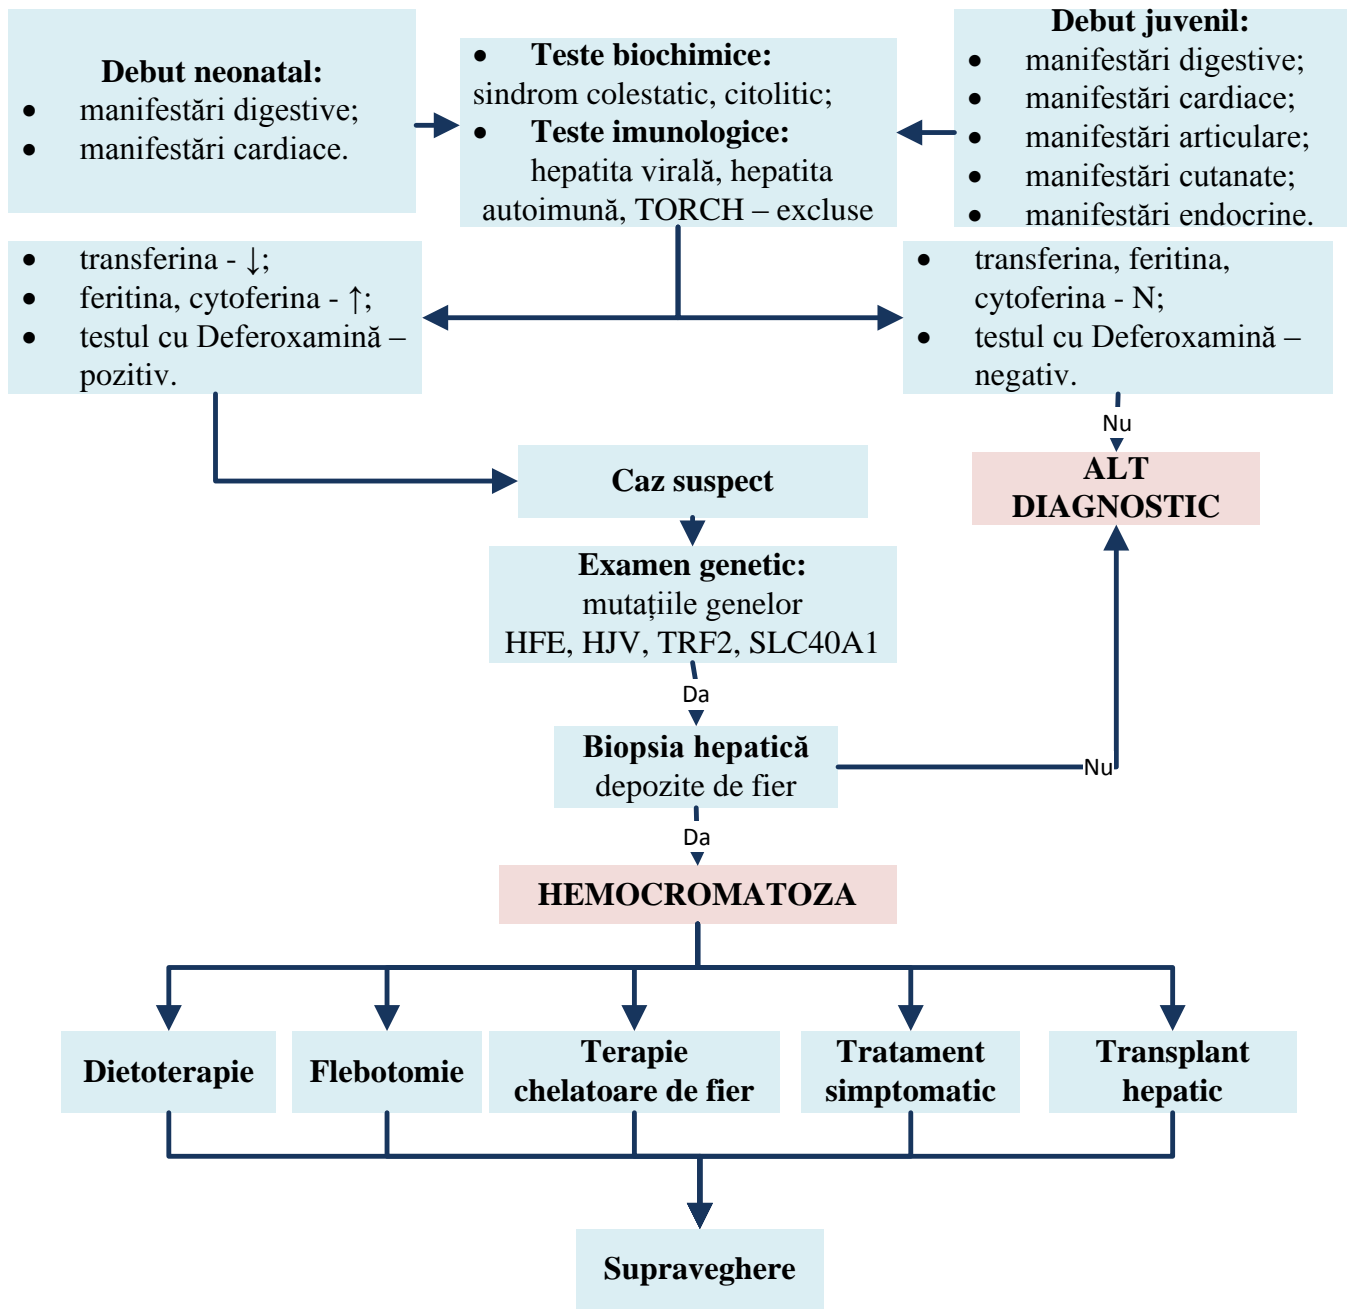 Debut neonatal:
• manifestări digestive;
• manifestări cardiace.
• Teste biochimice:
sindrom colestatic, citolitic;
• Teste imunologice:
hepatita virală, hepatita
autoimună, TORCH – excluse
Debut juvenil:
• manifestări digestive;
• manifestări cardiace;
• manifestări articulare;
• manifestări cutanate;
• manifestări endocrine.
• transferina - ↓;
• feritina, cytoferina - ↑;
• testul cu Deferoxamină –
pozitiv.
• transferina, feritina,
cytoferina - N;
• testul cu Deferoxamină –
negativ.
Nu
ALT
DIAGNOSTIC
Caz suspect
Examen genetic:
mutațiile genelor
HFE, HJV, TRF2, SLC40A1
Da
Biopsia hepatică
depozite de fier
Nu
Da
HEMOCROMATOZA
Dietoterapie
Flebotomie
Terapie
chelatoare de fier
Tratament
simptomatic
Transplant
hepatic
Supraveghere